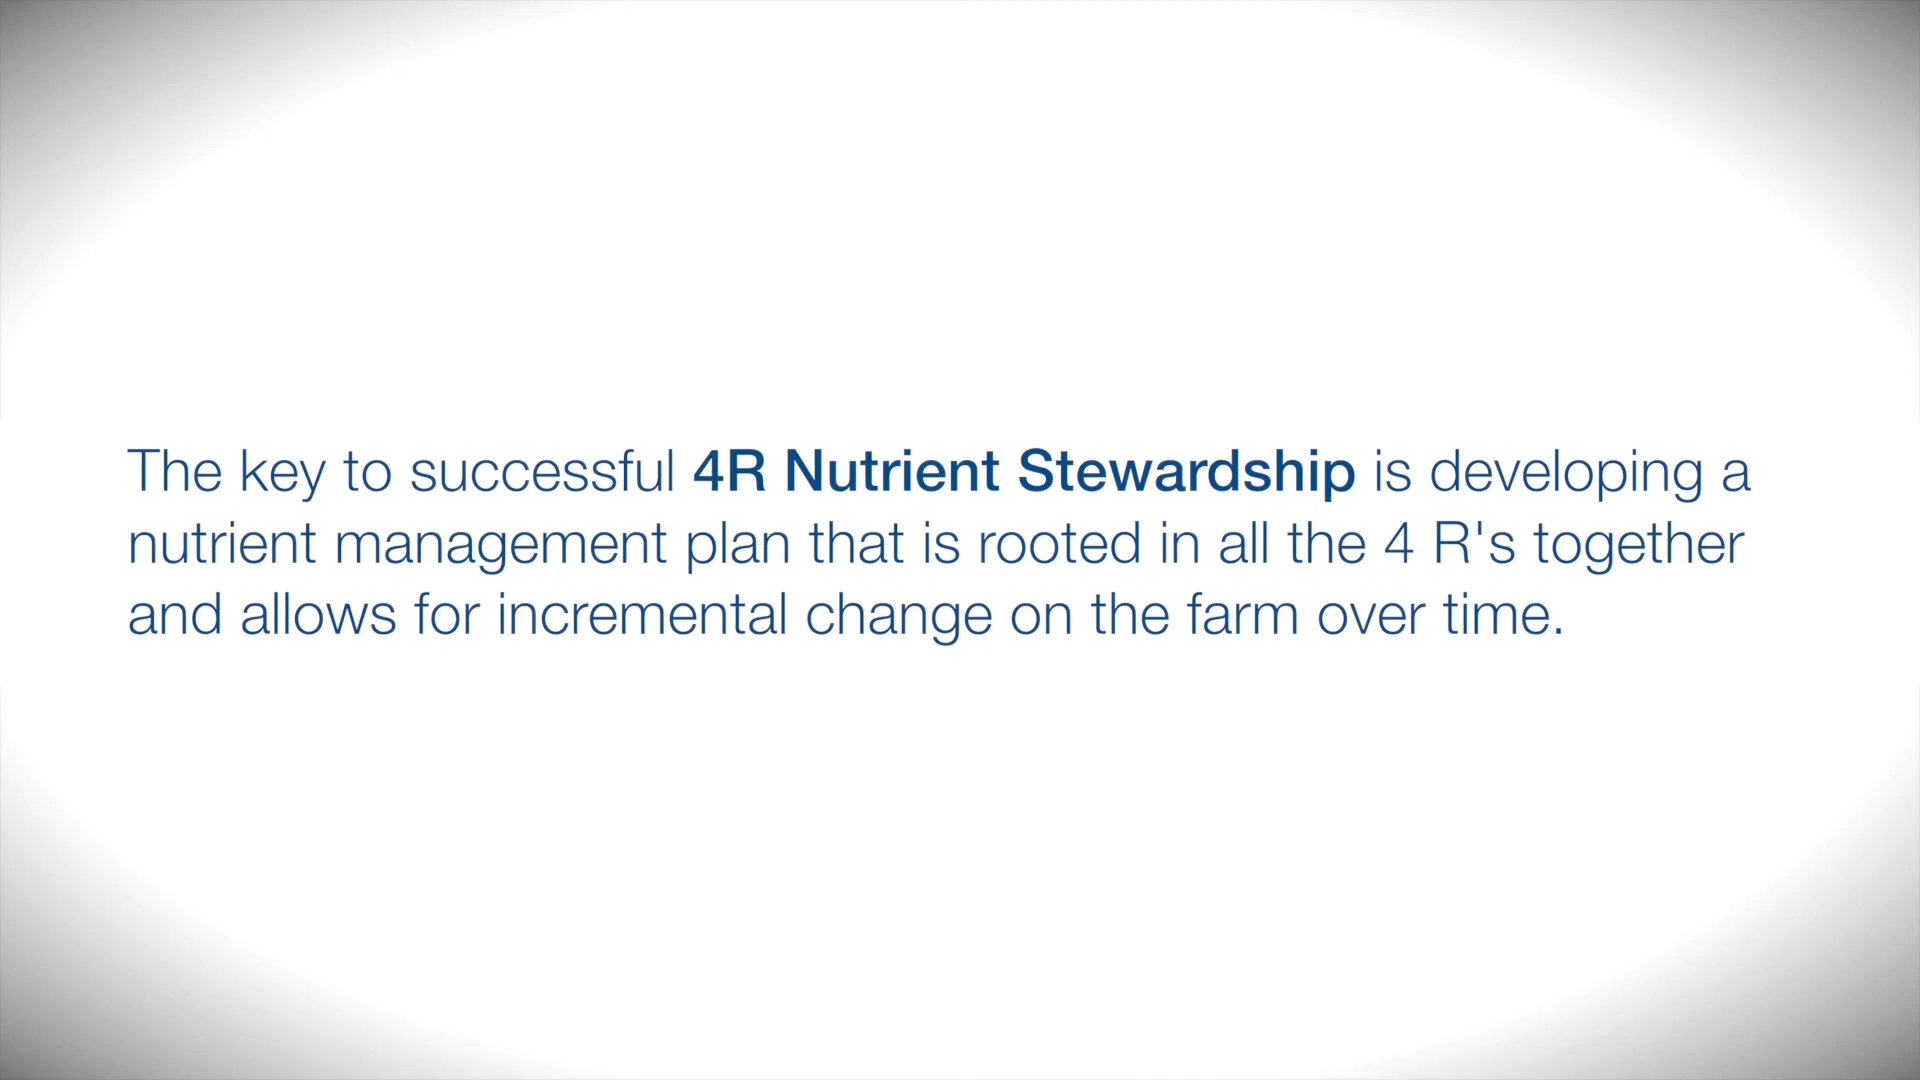 The key to successful 4R Nutrient Stewardship is developing a
nutrient management plan that is rooted in all the 4 R's together
and allows for incremental change on the farm over time.